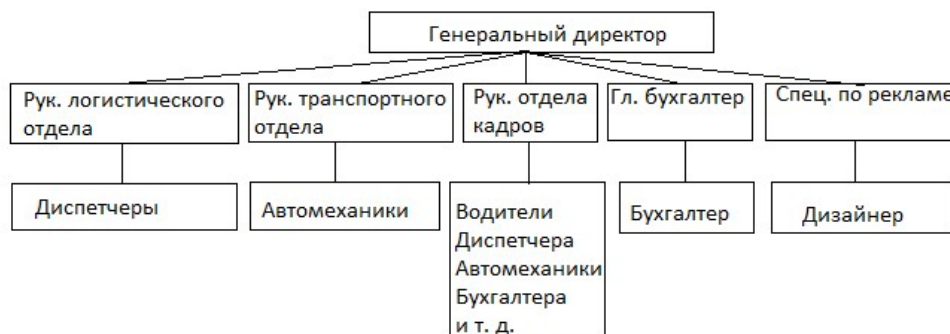 Генеральный директор
Рук. логистического
отдела
Рук. транспортного
отдела
Рук. отдела
кадров
Гл. бухгалтер
Спец. по рекламе
Диспетчеры
Автомеханики
Водители
Диспетчера
Автомеханики
Бухгалтера
и т. д.
Бухгалтер
Дизайнер